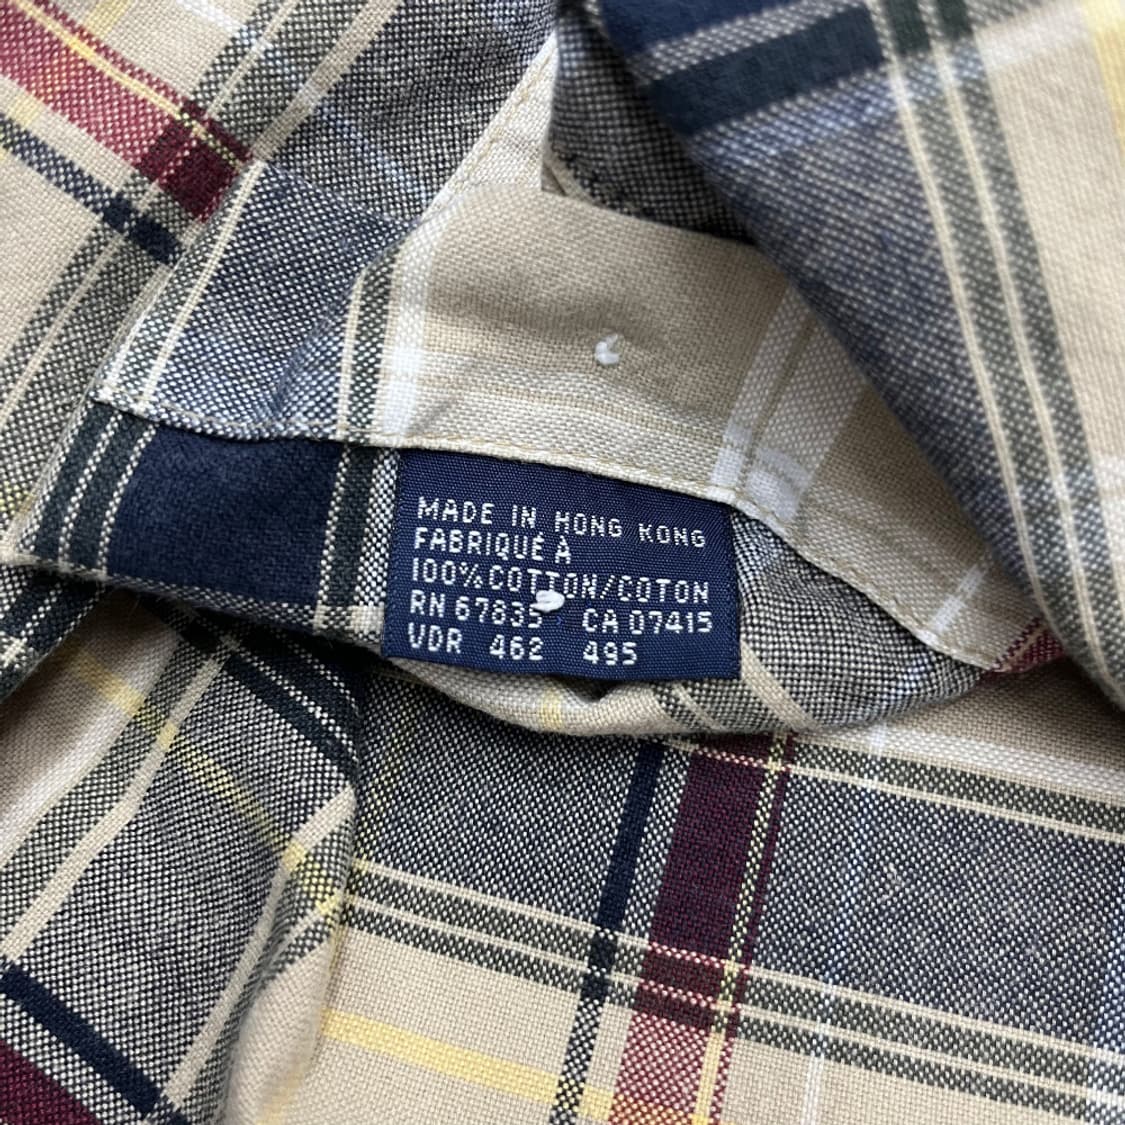 MADE IN HONG KONG
FABRIQUÉ À
100% COTTON/COTON
RN 67835 CA 07415
VDR 462 495